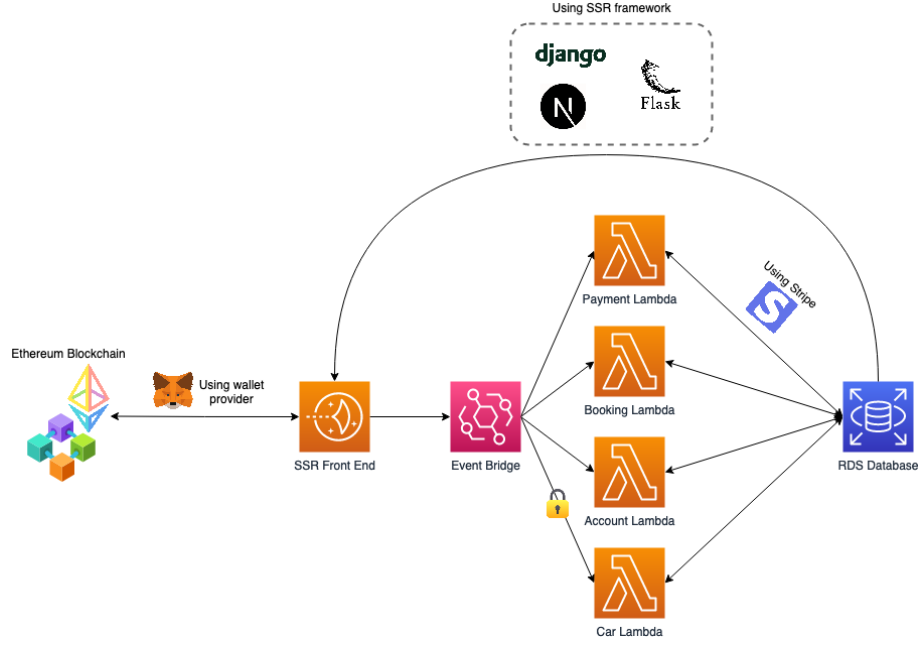 Using SSR framework
django
N
Flask
Using Stripe
S
Payment Lambda
Ethereum Blockchain
Using wallet
provider
Booking Lambda
SSR Front End
Event Bridge
RDS Database
Account Lambda
Car Lambda